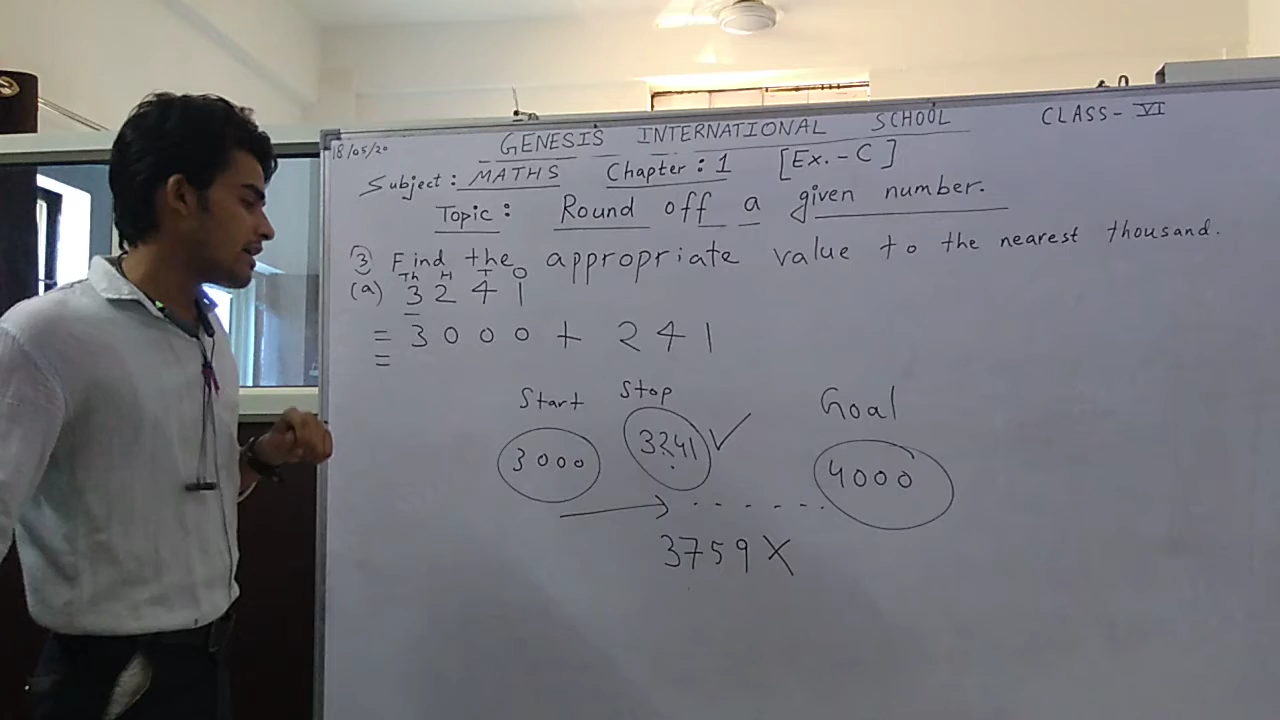 18/05/20
GENESIS INTERNATIONAL SCHOOL CLASS - VI
Subject : MATHS Chapter : 1 [Ex. - C]
Topic : Round off a given number.
③ Find the appropriate value to the nearest thousand.
Th H T O
(a) 3 2 4 1
= 3 0 0 0 + 2 4 1
=
Start Stop Goal
3000 3241 ✓ 4000
→ - - - - - -
3759 X